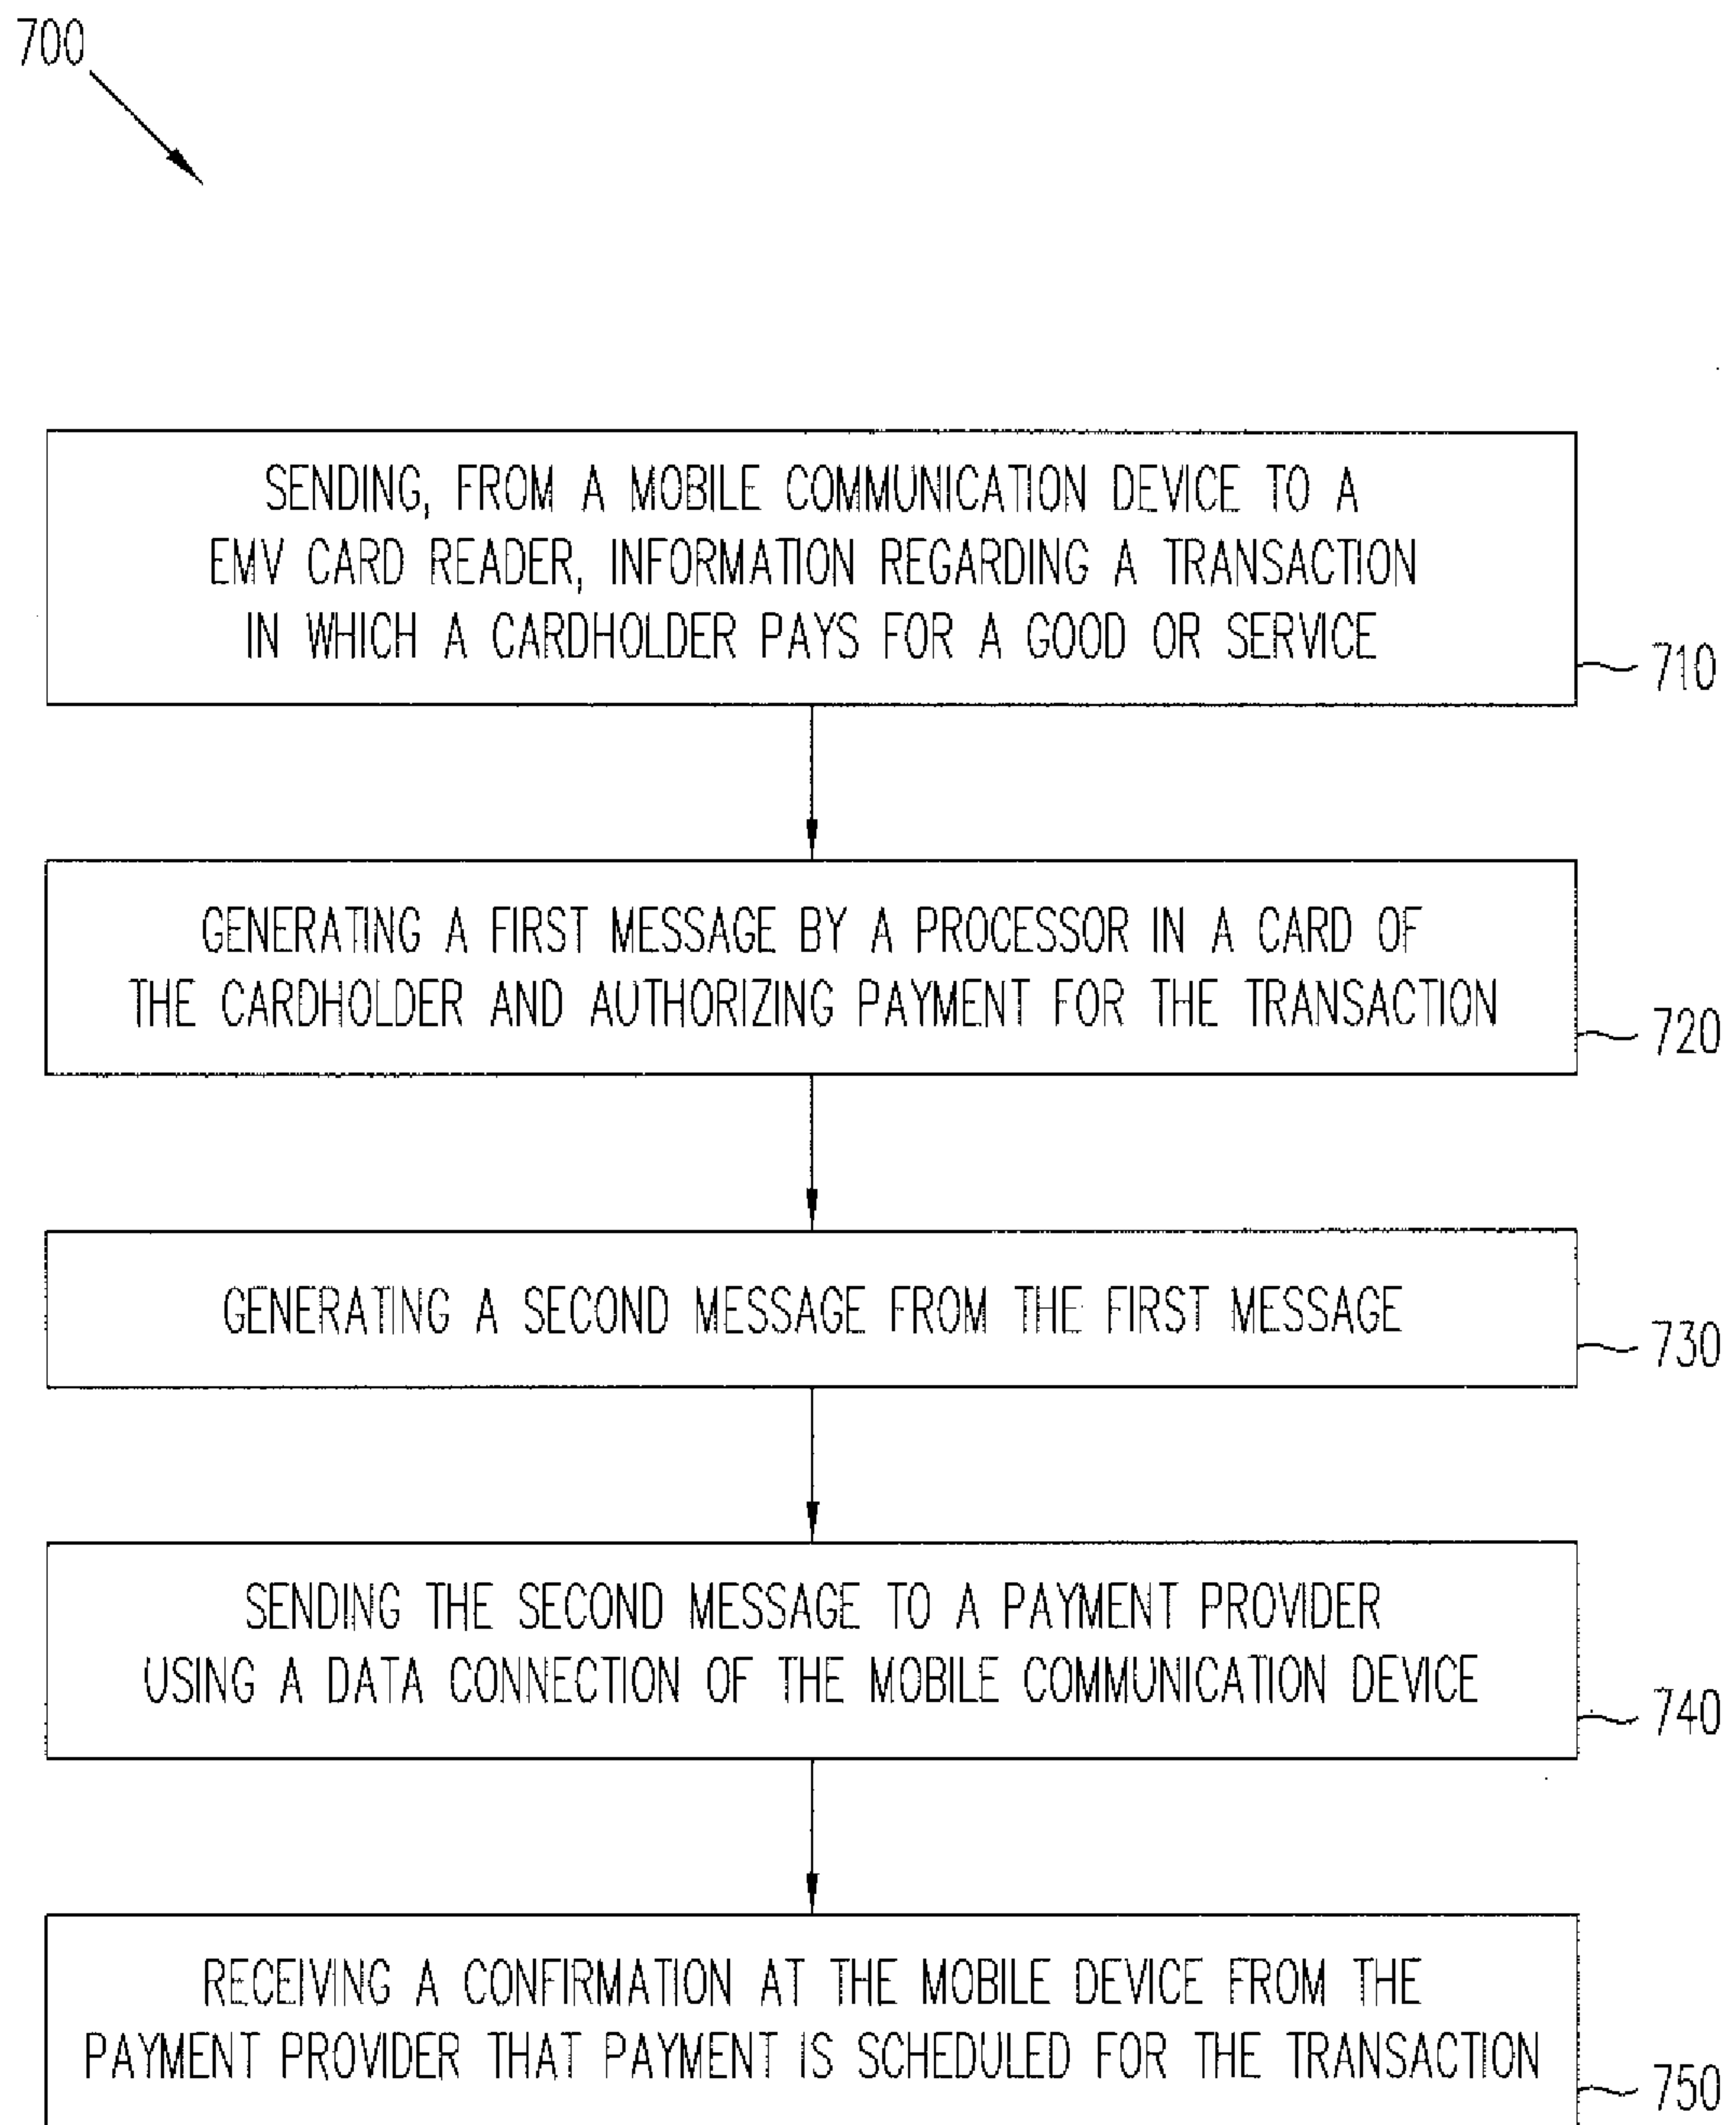 700
SENDING, FROM A MOBILE COMMUNICATION DEVICE TO A
EMV CARD READER, INFORMATION REGARDING A TRANSACTION
IN WHICH A CARDHOLDER PAYS FOR A GOOD OR SERVICE
710
GENERATING A FIRST MESSAGE BY A PROCESSOR IN A CARD OF
THE CARDHOLDER AND AUTHORIZING PAYMENT FOR THE TRANSACTION
720
GENERATING A SECOND MESSAGE FROM THE FIRST MESSAGE
730
SENDING THE SECOND MESSAGE TO A PAYMENT PROVIDER
USING A DATA CONNECTION OF THE MOBILE COMMUNICATION DEVICE
740
RECEIVING A CONFIRMATION AT THE MOBILE DEVICE FROM THE
PAYMENT PROVIDER THAT PAYMENT IS SCHEDULED FOR THE TRANSACTION
750